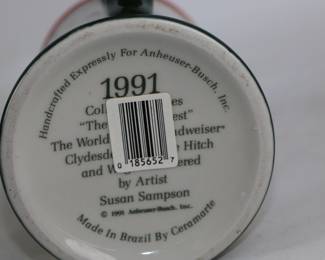 Handcrafted Expressly For Anheuser-Busch, Inc.
1991
Coll es
"The est"
The World udweiser"
Clydesd Hitch
and W ered
by Artist
Susan Sampson
© 1991 Anheuser-Busch, Inc.
Made In Brazil By Ceramarte
0 185652 7